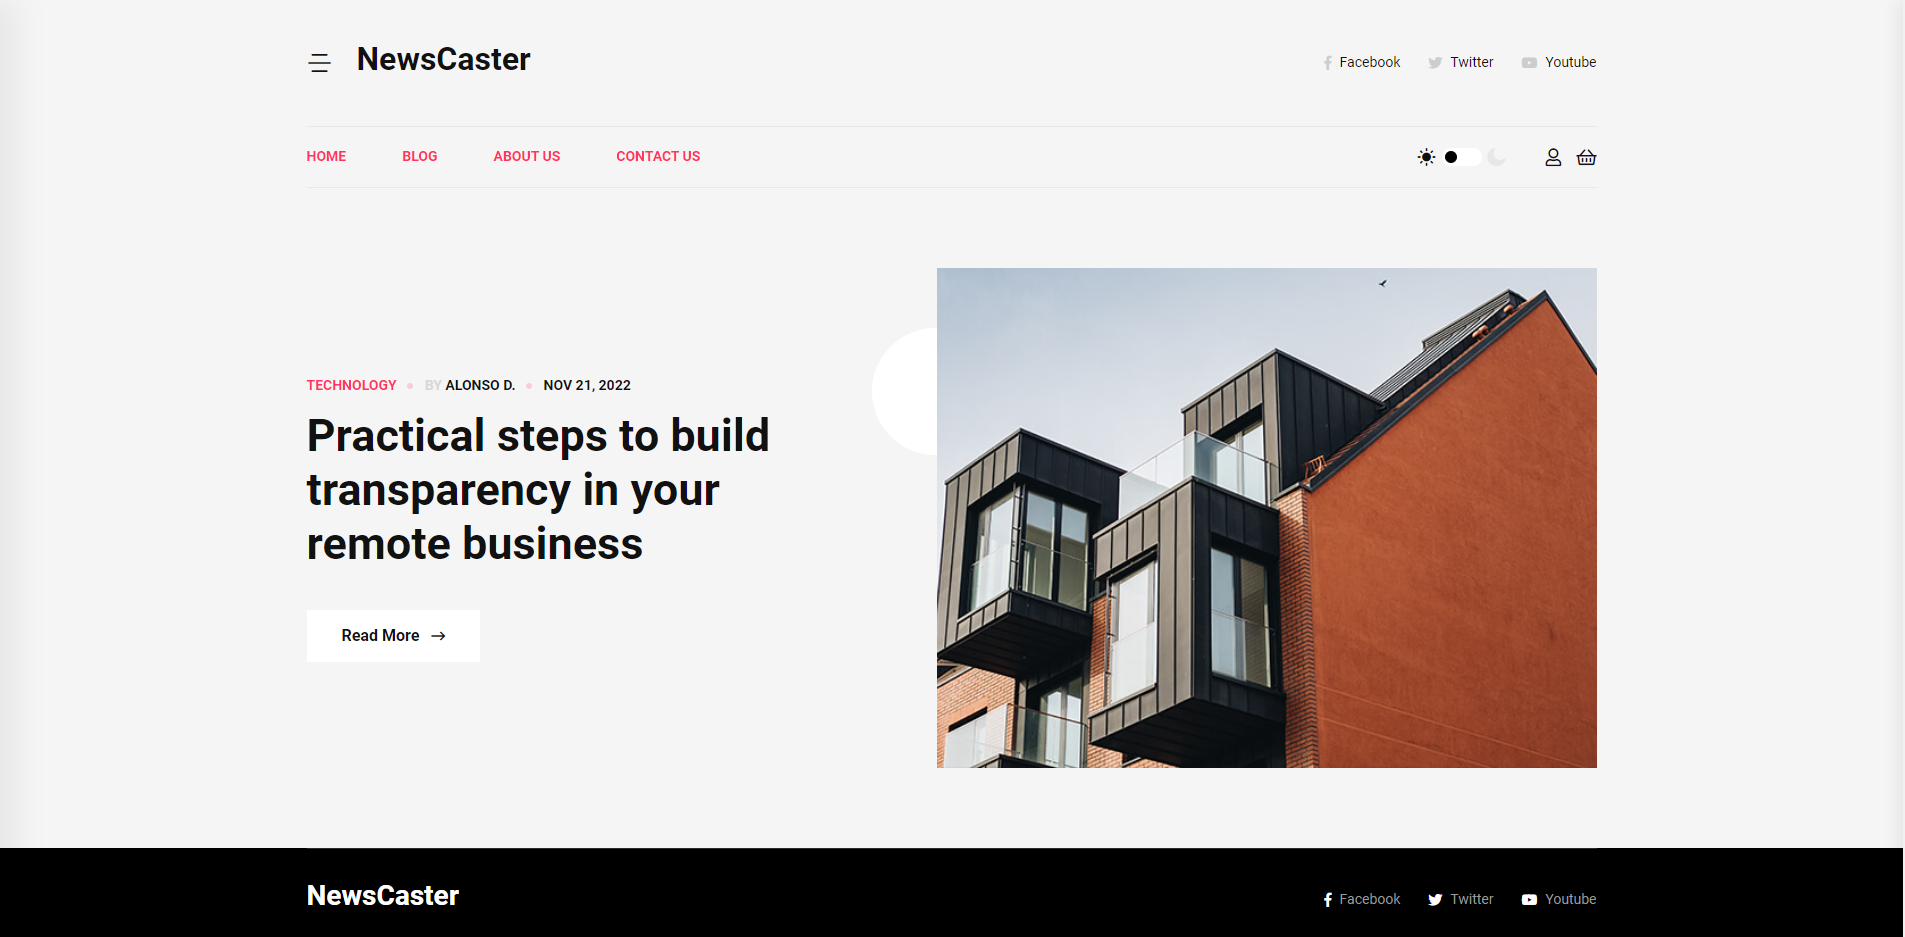 NewsCaster
Facebook Twitter Youtube
HOME BLOG ABOUT US CONTACT US
TECHNOLOGY BY ALONSO D. NOV 21, 2022
Practical steps to build
transparency in your
remote business
Read More
NewsCaster
Facebook Twitter Youtube